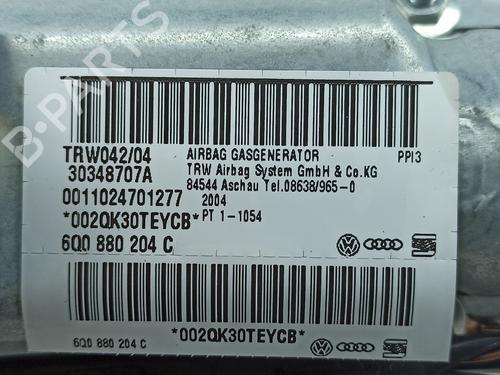 B-PARTS
TRW042/04 AIRBAG GASGENERATOR PPI3
30348707A TRW Airbag System GmbH & Co.KG
84544 Aschau Tel.08638/965-0
0011024701277 2004
*002QK30TEYCB* PT 1-1054
6Q0 880 204 C
6Q0 880 204 C *002QK30TEYCB*